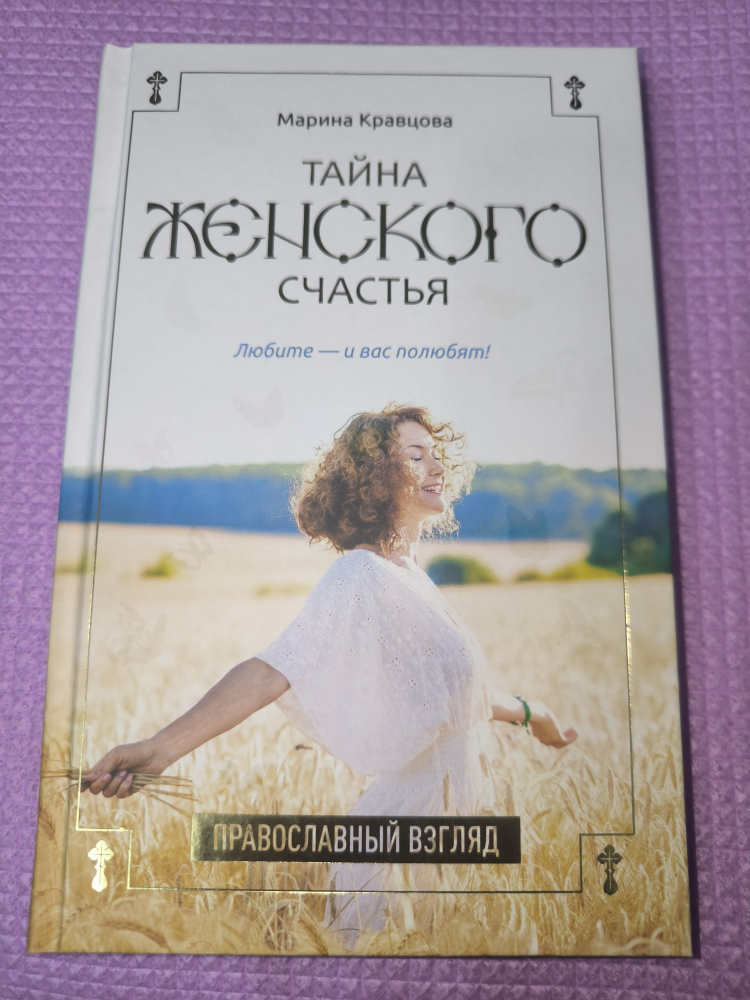 Марина Кравцова
ТАЙНА
ЖЕНСКОГО
СЧАСТЬЯ
Любите — и вас полюбят!
ПРАВОСЛАВНЫЙ ВЗГЛЯД